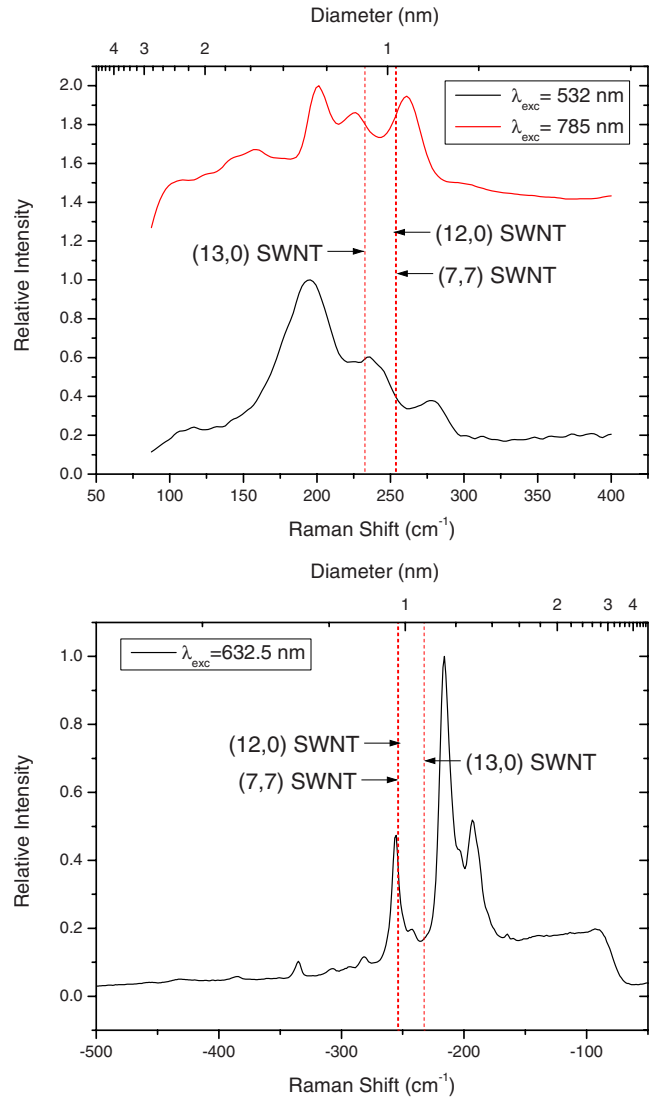 Diameter (nm)
4 3 2 1
2.0
1.8
1.6
1.4
1.2
1.0
0.8
0.6
0.4
0.2
0.0
Relative Intensity
λexc= 532 nm
λexc= 785 nm
(12,0) SWNT
(13,0) SWNT
(7,7) SWNT
50 100 150 200 250 300 350 400
Raman Shift (cm-1)
Diameter (nm)
1 2 3 4
1.0
0.8
0.6
0.4
0.2
0.0
Relative Intensity
λexc=632.5 nm
(12,0) SWNT
(13,0) SWNT
(7,7) SWNT
-500 -400 -300 -200 -100
Raman Shift (cm-1)